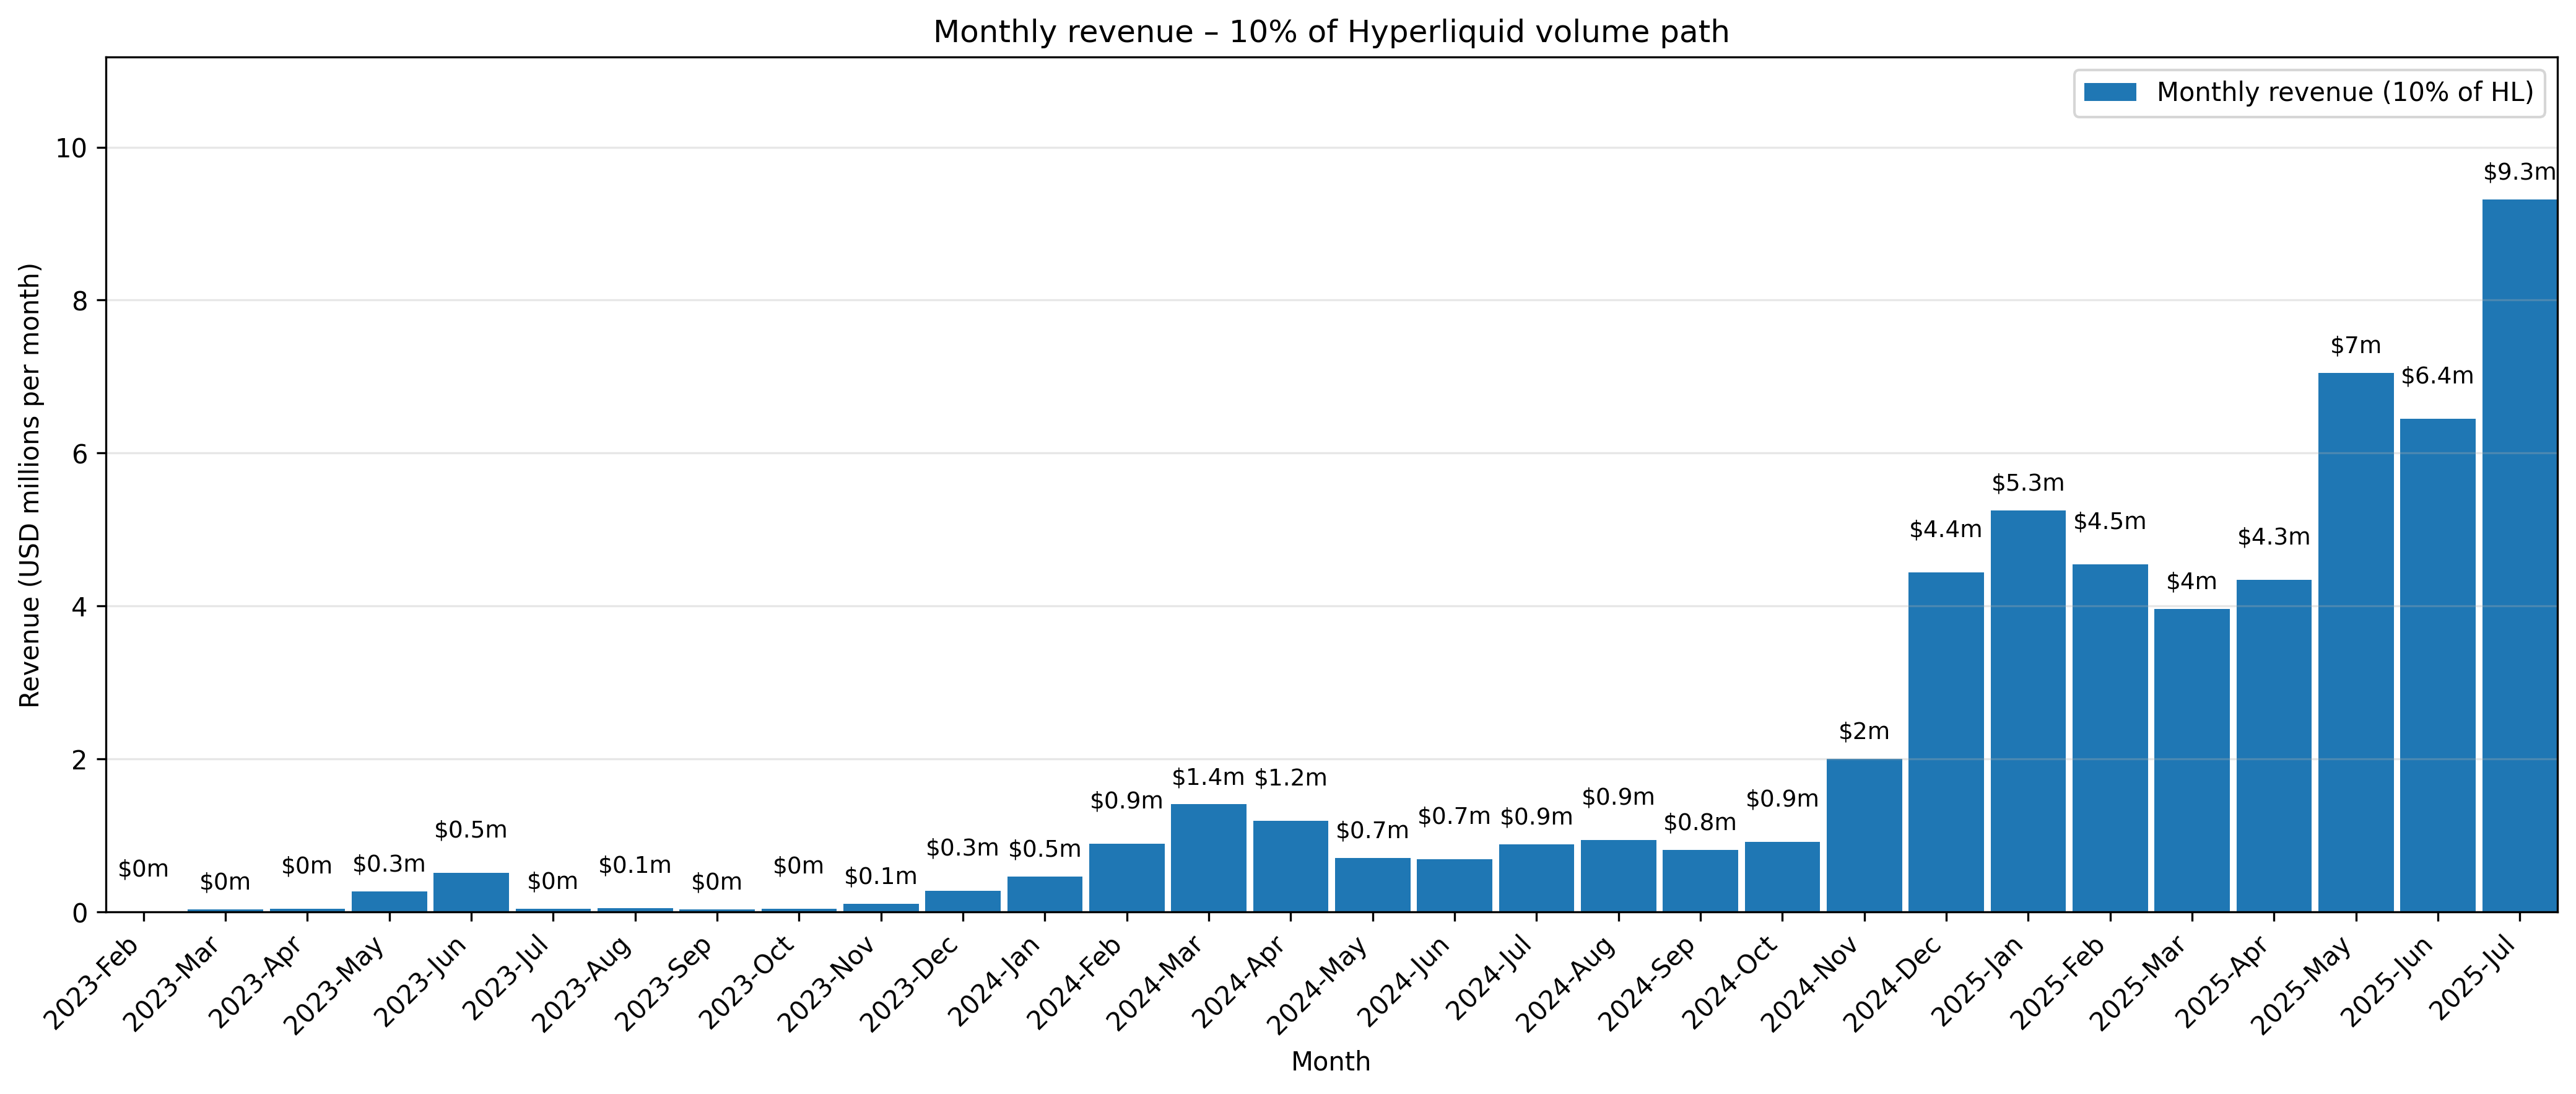 Monthly revenue – 10% of Hyperliquid volume path
Monthly revenue (10% of HL)
Revenue (USD millions per month)
10
8
6
4
2
0
$0m
$0m
$0m
$0.3m
$0.5m
$0m
$0.1m
$0m
$0m
$0.1m
$0.3m
$0.5m
$0.9m
$1.4m
$1.2m
$0.7m
$0.7m
$0.9m
$0.9m
$0.8m
$0.9m
$2m
$4.4m
$5.3m
$4.5m
$4m
$4.3m
$7m
$6.4m
$9.3m
2023-Feb
2023-Mar
2023-Apr
2023-May
2023-Jun
2023-Jul
2023-Aug
2023-Sep
2023-Oct
2023-Nov
2023-Dec
2024-Jan
2024-Feb
2024-Mar
2024-Apr
2024-May
2024-Jun
2024-Jul
2024-Aug
2024-Sep
2024-Oct
2024-Nov
2024-Dec
2025-Jan
2025-Feb
2025-Mar
2025-Apr
2025-May
2025-Jun
2025-Jul
Month